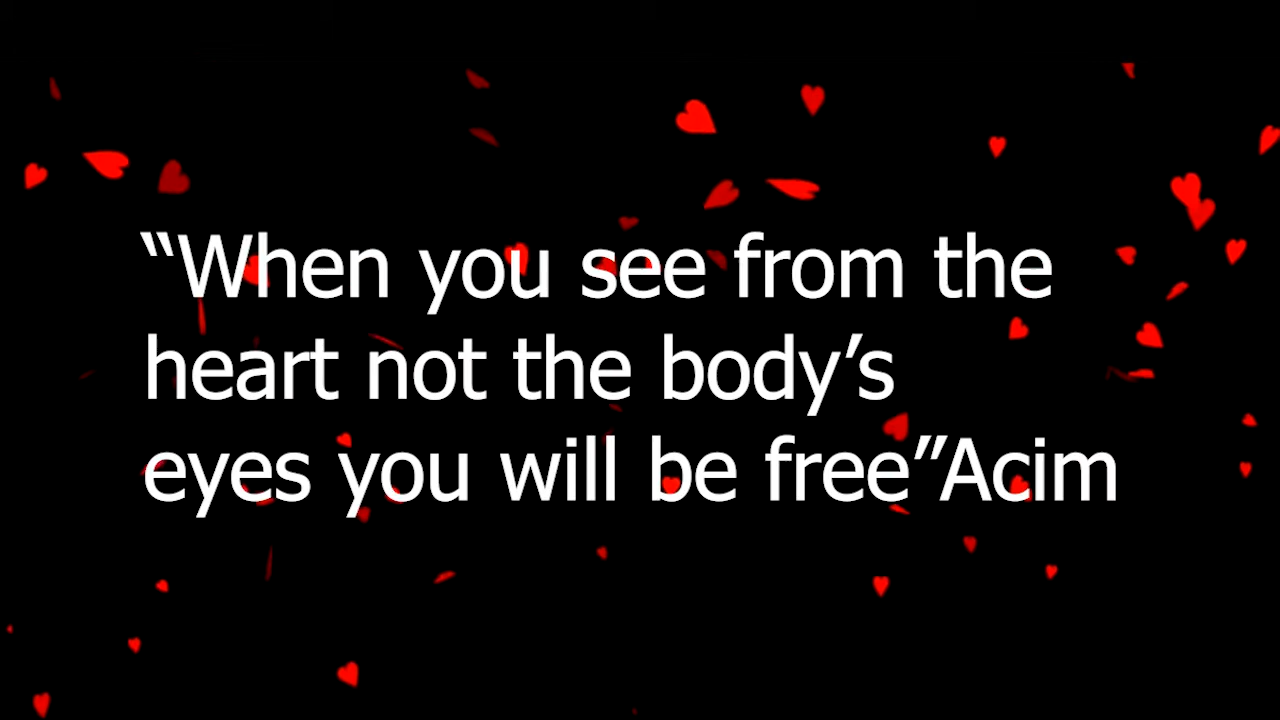 “When you see from the
heart not the body’s
eyes you will be free”Acim